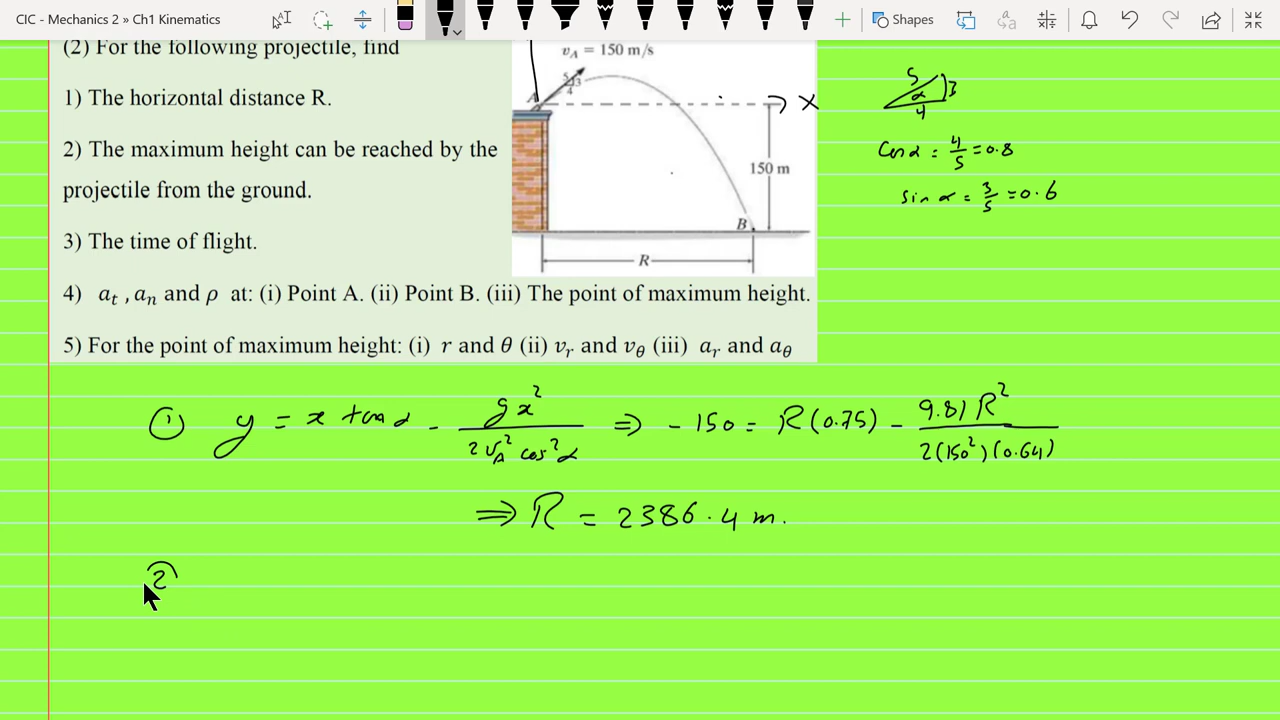 CIC - Mechanics 2 » Ch1 Kinematics
Shapes
(2) For the following projectile, find
1) The horizontal distance R.
2) The maximum height can be reached by the
projectile from the ground.
3) The time of flight.
4) aₜ , aₙ and ρ at: (i) Point A. (ii) Point B. (iii) The point of maximum height.
5) For the point of maximum height: (i) r and θ (ii) vᵣ and v_θ (iii) aᵣ and a_θ
v_A = 150 m/s
5
3
4
A
x
150 m
B
R
5
α
3
4
cos α = 4/5 = 0.8
sin α = 3/5 = 0.6
① y = x tan α - gx²/(2 v_A² cos² α) ⇒ -150 = R(0.75) - 9.81 R²/(2(150²)(0.64))
⇒ R = 2386.4 m.
2